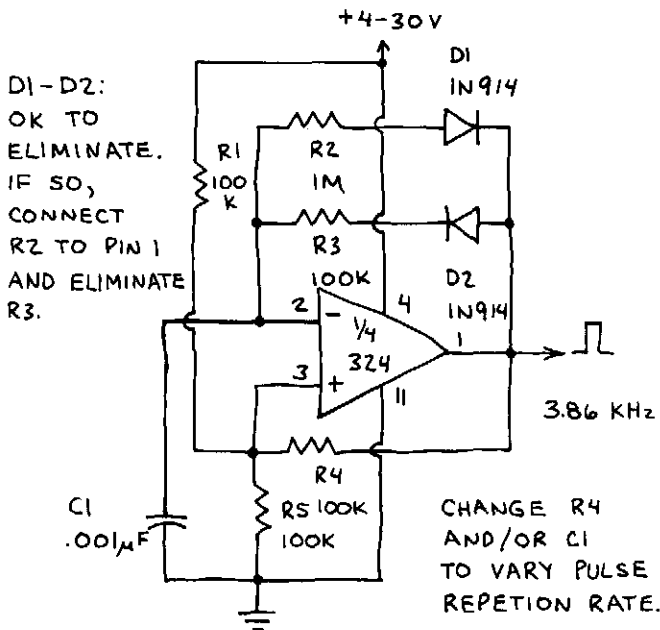 +4-30V
D1-D2:
OK TO
ELIMINATE.
IF SO,
CONNECT
R2 TO PIN 1
AND ELIMINATE
R3.
D1
1N914
R1
100
K
R2
1M
R3
100K
D2
1N914
2
-
4
1/4
324
1
3
+
11
3.86 KHz
R4
100K
R5
100K
C1
.001µF
CHANGE R4
AND/OR C1
TO VARY PULSE
REPETION RATE.